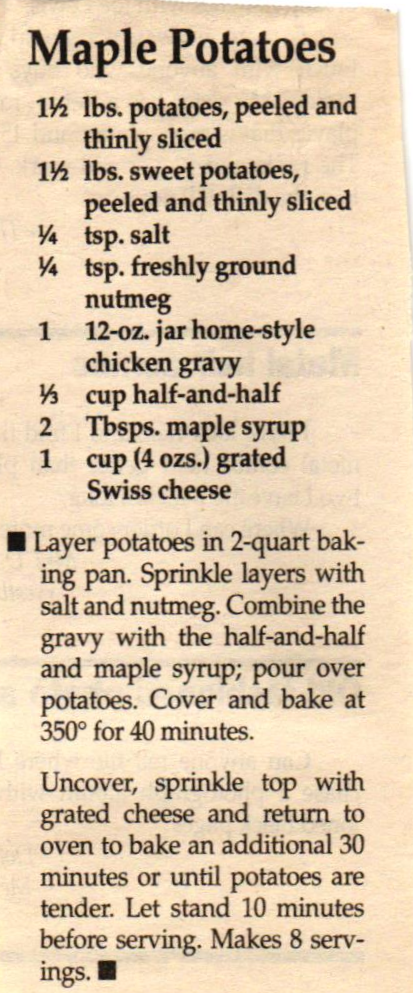 Maple Potatoes
1½ lbs. potatoes, peeled and
thinly sliced
1½ lbs. sweet potatoes,
peeled and thinly sliced
¼ tsp. salt
¼ tsp. freshly ground
nutmeg
1 12-oz. jar home-style
chicken gravy
⅓ cup half-and-half
2 Tbsps. maple syrup
1 cup (4 ozs.) grated
Swiss cheese
■ Layer potatoes in 2-quart bak-
ing pan. Sprinkle layers with
salt and nutmeg. Combine the
gravy with the half-and-half
and maple syrup; pour over
potatoes. Cover and bake at
350° for 40 minutes.
Uncover, sprinkle top with
grated cheese and return to
oven to bake an additional 30
minutes or until potatoes are
tender. Let stand 10 minutes
before serving. Makes 8 serv-
ings. ■